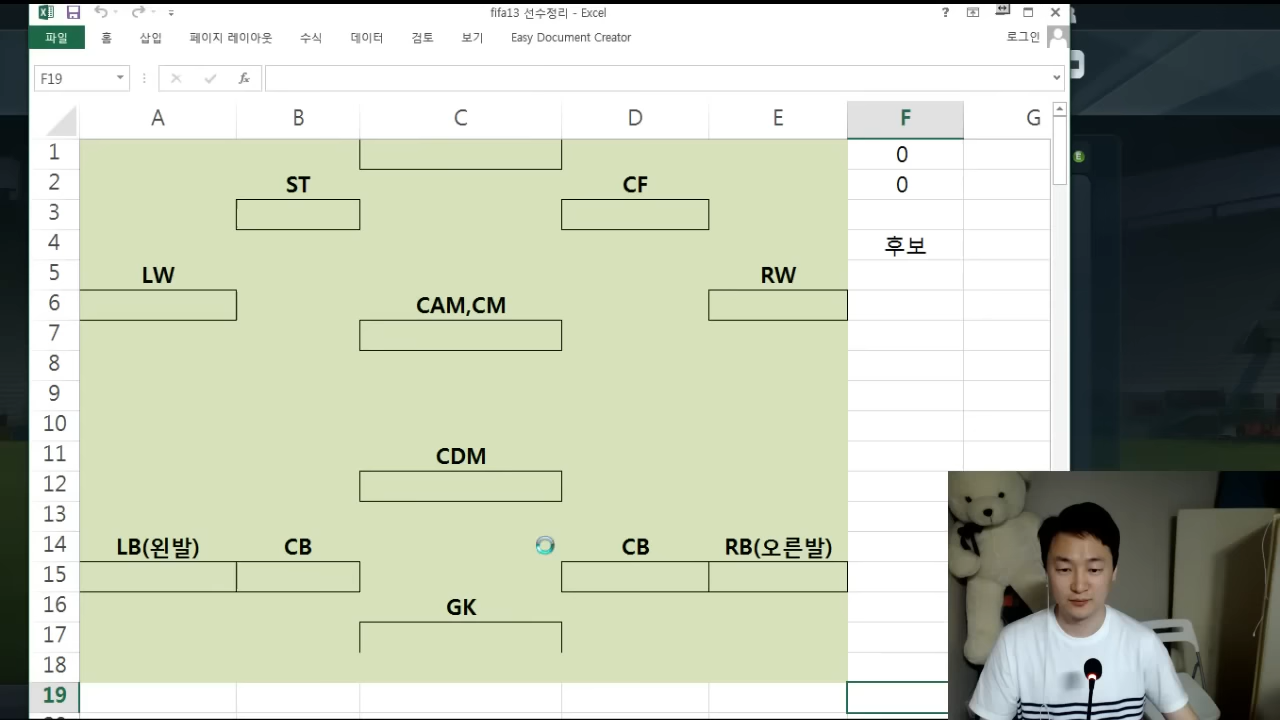 fifa13 선수정리 - Excel
?
파일 홈 삽입 페이지 레이아웃 수식 데이터 검토 보기 Easy Document Creator 로그인
F19 fx
A B C D E F G
1 0
2 ST CF 0
3
4 후보
5 LW RW
6 CAM,CM
7
8
9
10
11 CDM
12
13
14 LB(왼발) CB CB RB(오른발)
15
16 GK
17
18
19
E